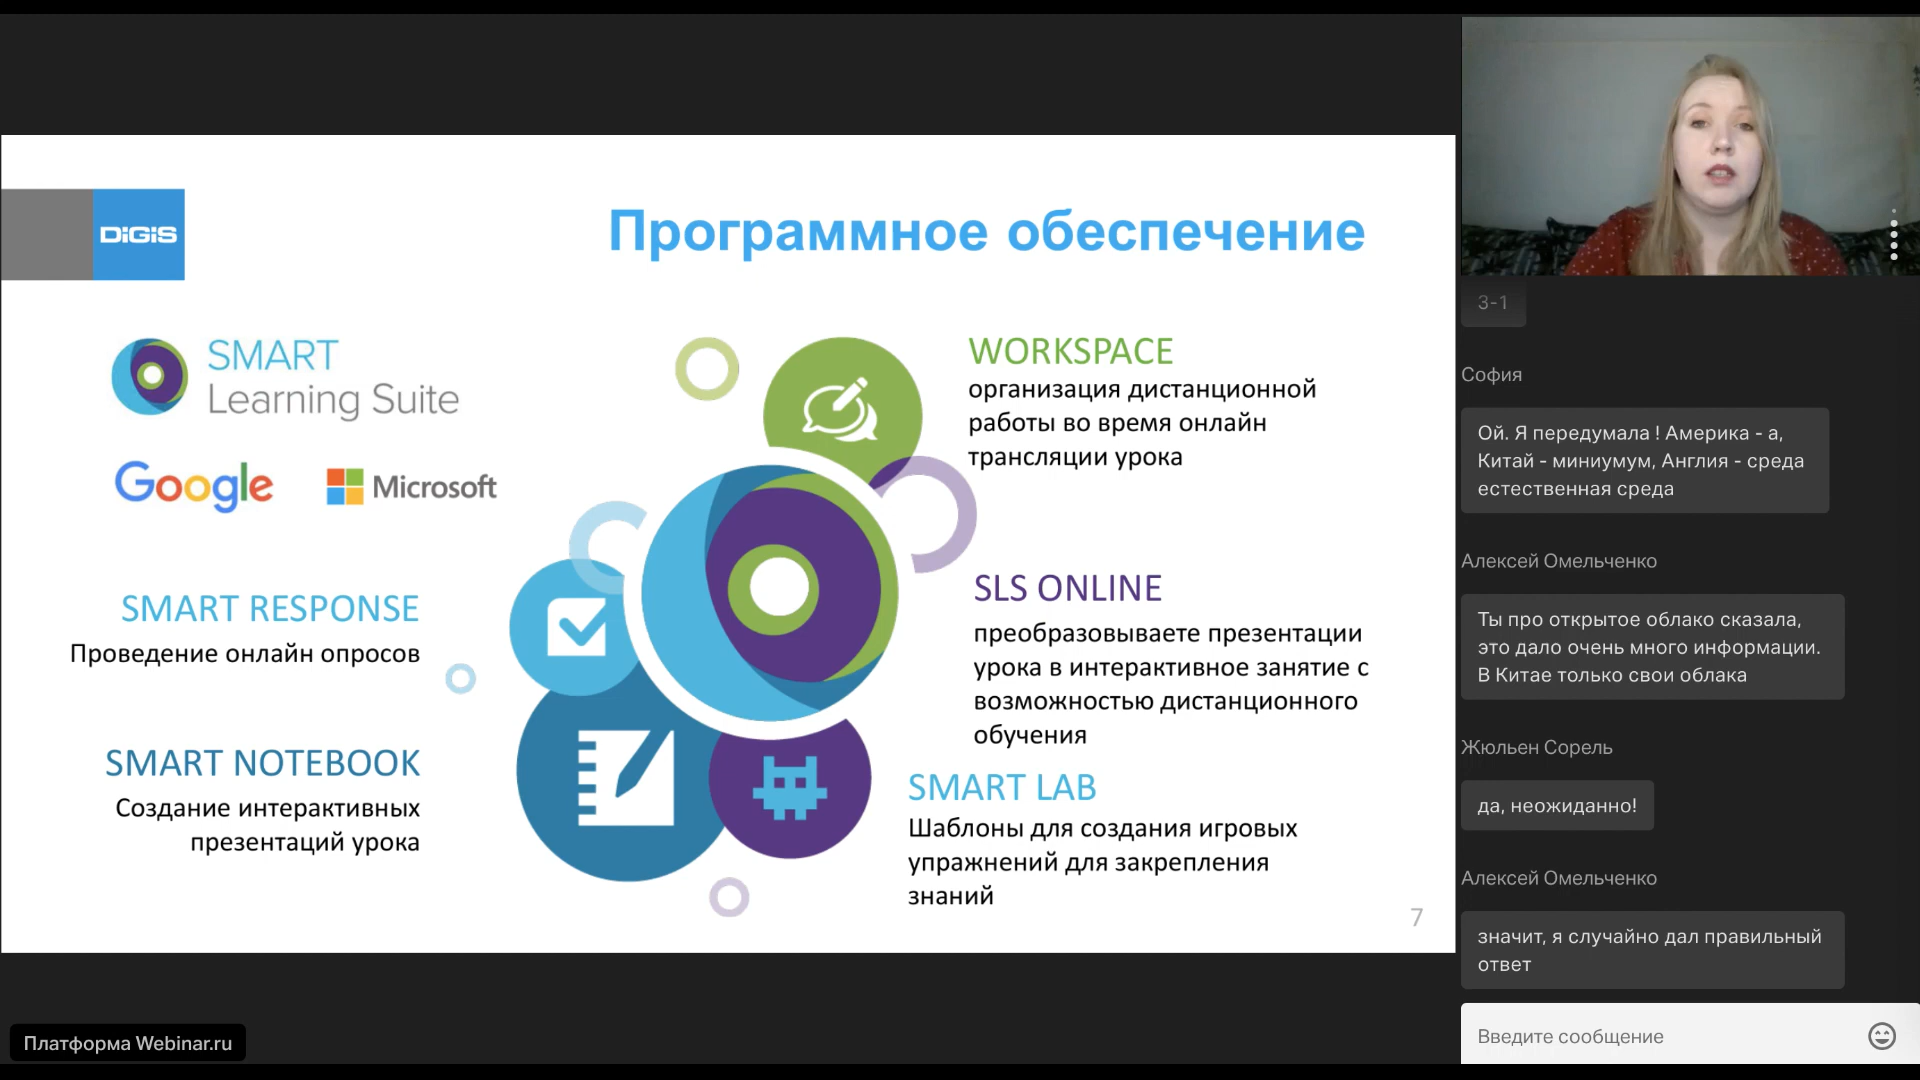 DiGiS
Программное обеспечение
SMART
Learning Suite
Google
Microsoft
WORKSPACE
организация дистанционной
работы во время онлайн
трансляции урока
SMART RESPONSE
Проведение онлайн опросов
SLS ONLINE
преобразовываете презентации
урока в интерактивное занятие с
возможностью дистанционного
обучения
SMART NOTEBOOK
Создание интерактивных
презентаций урока
SMART LAB
Шаблоны для создания игровых
упражнений для закрепления
знаний
7
Платформа Webinar.ru
3-1
София
Ой. Я передумала ! Америка - а,
Китай - миниумум, Англия - среда
естественная среда
Алексей Омельченко
Ты про открытое облако сказала,
это дало очень много информации.
В Китае только свои облака
Жюльен Сорель
да, неожиданно!
Алексей Омельченко
значит, я случайно дал правильный
ответ
Введите сообщение